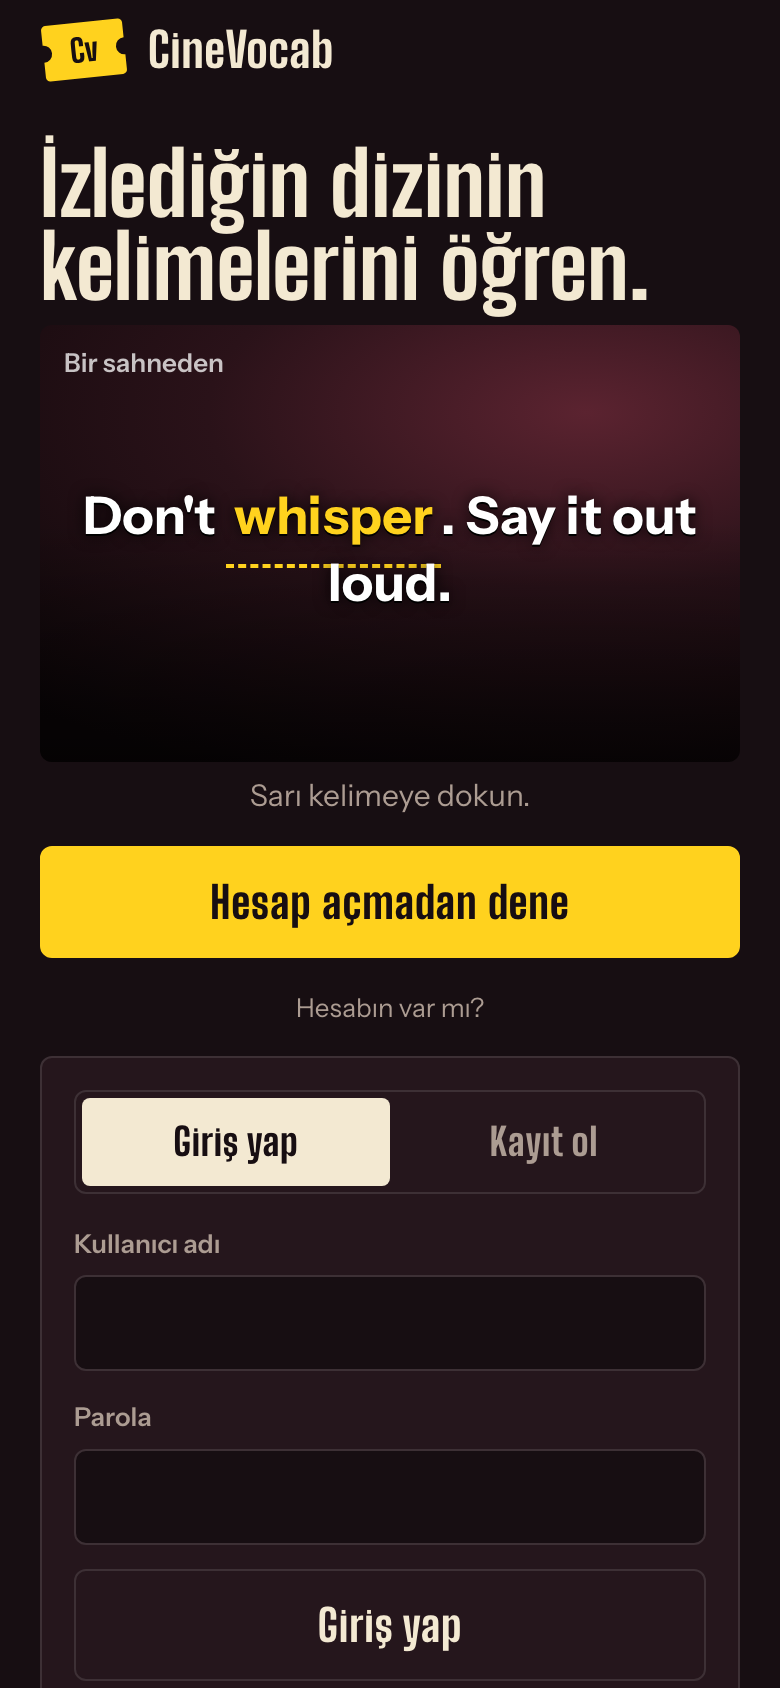 Cv CineVocab
İzlediğin dizinin
kelimelerini öğren.
Bir sahneden
Don't whisper. Say it out
loud.
Sarı kelimeye dokun.
Hesap açmadan dene
Hesabın var mı?
Giriş yap Kayıt ol
Kullanıcı adı
Parola
Giriş yap